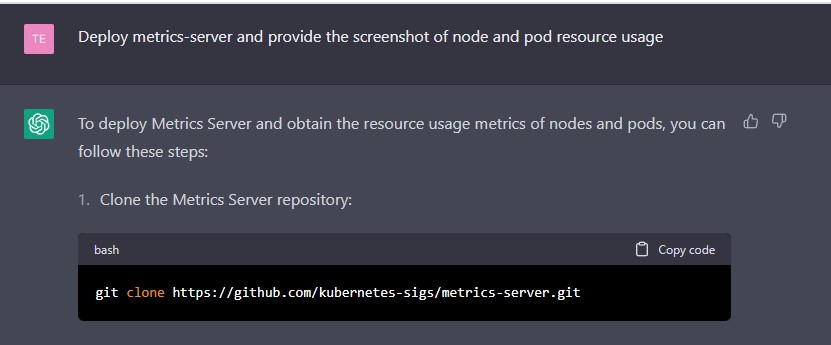 TE
Deploy metrics-server and provide the screenshot of node and pod resource usage
To deploy Metrics Server and obtain the resource usage metrics of nodes and pods, you can
follow these steps:
1. Clone the Metrics Server repository:
bash
Copy code
git clone https://github.com/kubernetes-sigs/metrics-server.git